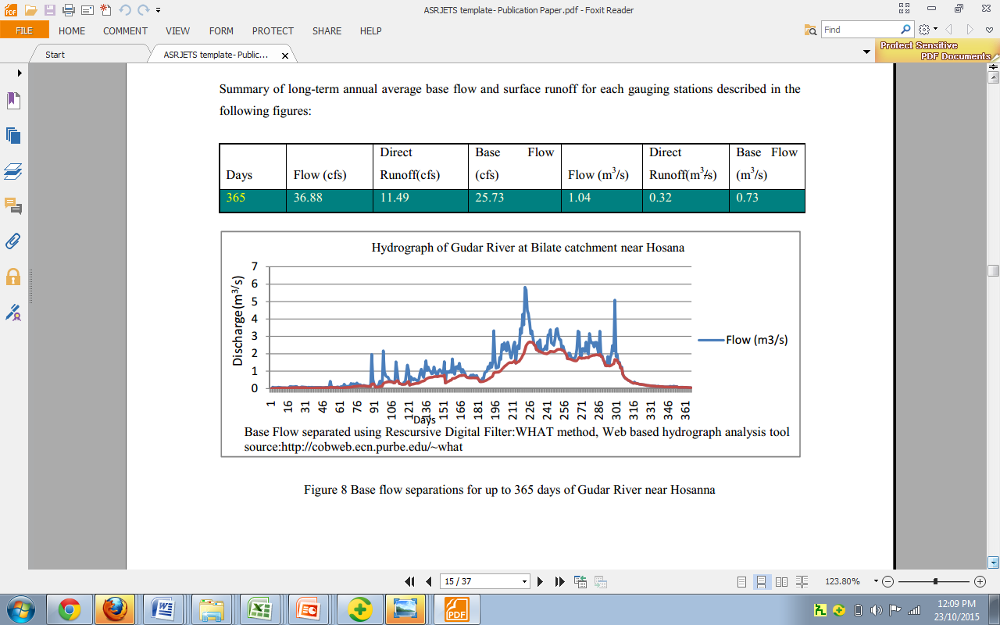 ASRJETS template- Publication Paper.pdf - Foxit Reader
FILE HOME COMMENT VIEW FORM PROTECT SHARE HELP
Find
Start
ASRJETS template- Public...
Protect Sensitive
PDF Documents
Summary of long-term annual average base flow and surface runoff for each gauging stations described in the
following figures:
Days
Flow (cfs)
Direct
Runoff(cfs)
Base Flow
(cfs)
Flow (m³/s)
Direct
Runoff(m³/s)
Base Flow
(m³/s)
365 36.88 11.49 25.73 1.04 0.32 0.73
Hydrograph of Gudar River at Bilate catchment near Hosana
Discharge(m³/s)
7
6
5
4
3
2
1
0
1 16 31 46 61 76 91 106 121 136 151 166 181 196 211 226 241 256 271 286 301 316 331 346 361
Days
Flow (m3/s)
Base Flow separated using Rescursive Digital Filter:WHAT method, Web based hydrograph analysis tool
source:http://cobweb.ecn.purbe.edu/~what
Figure 8 Base flow separations for up to 365 days of Gudar River near Hosanna
15 / 37
123.80%
PDF
12:09 PM
23/10/2015